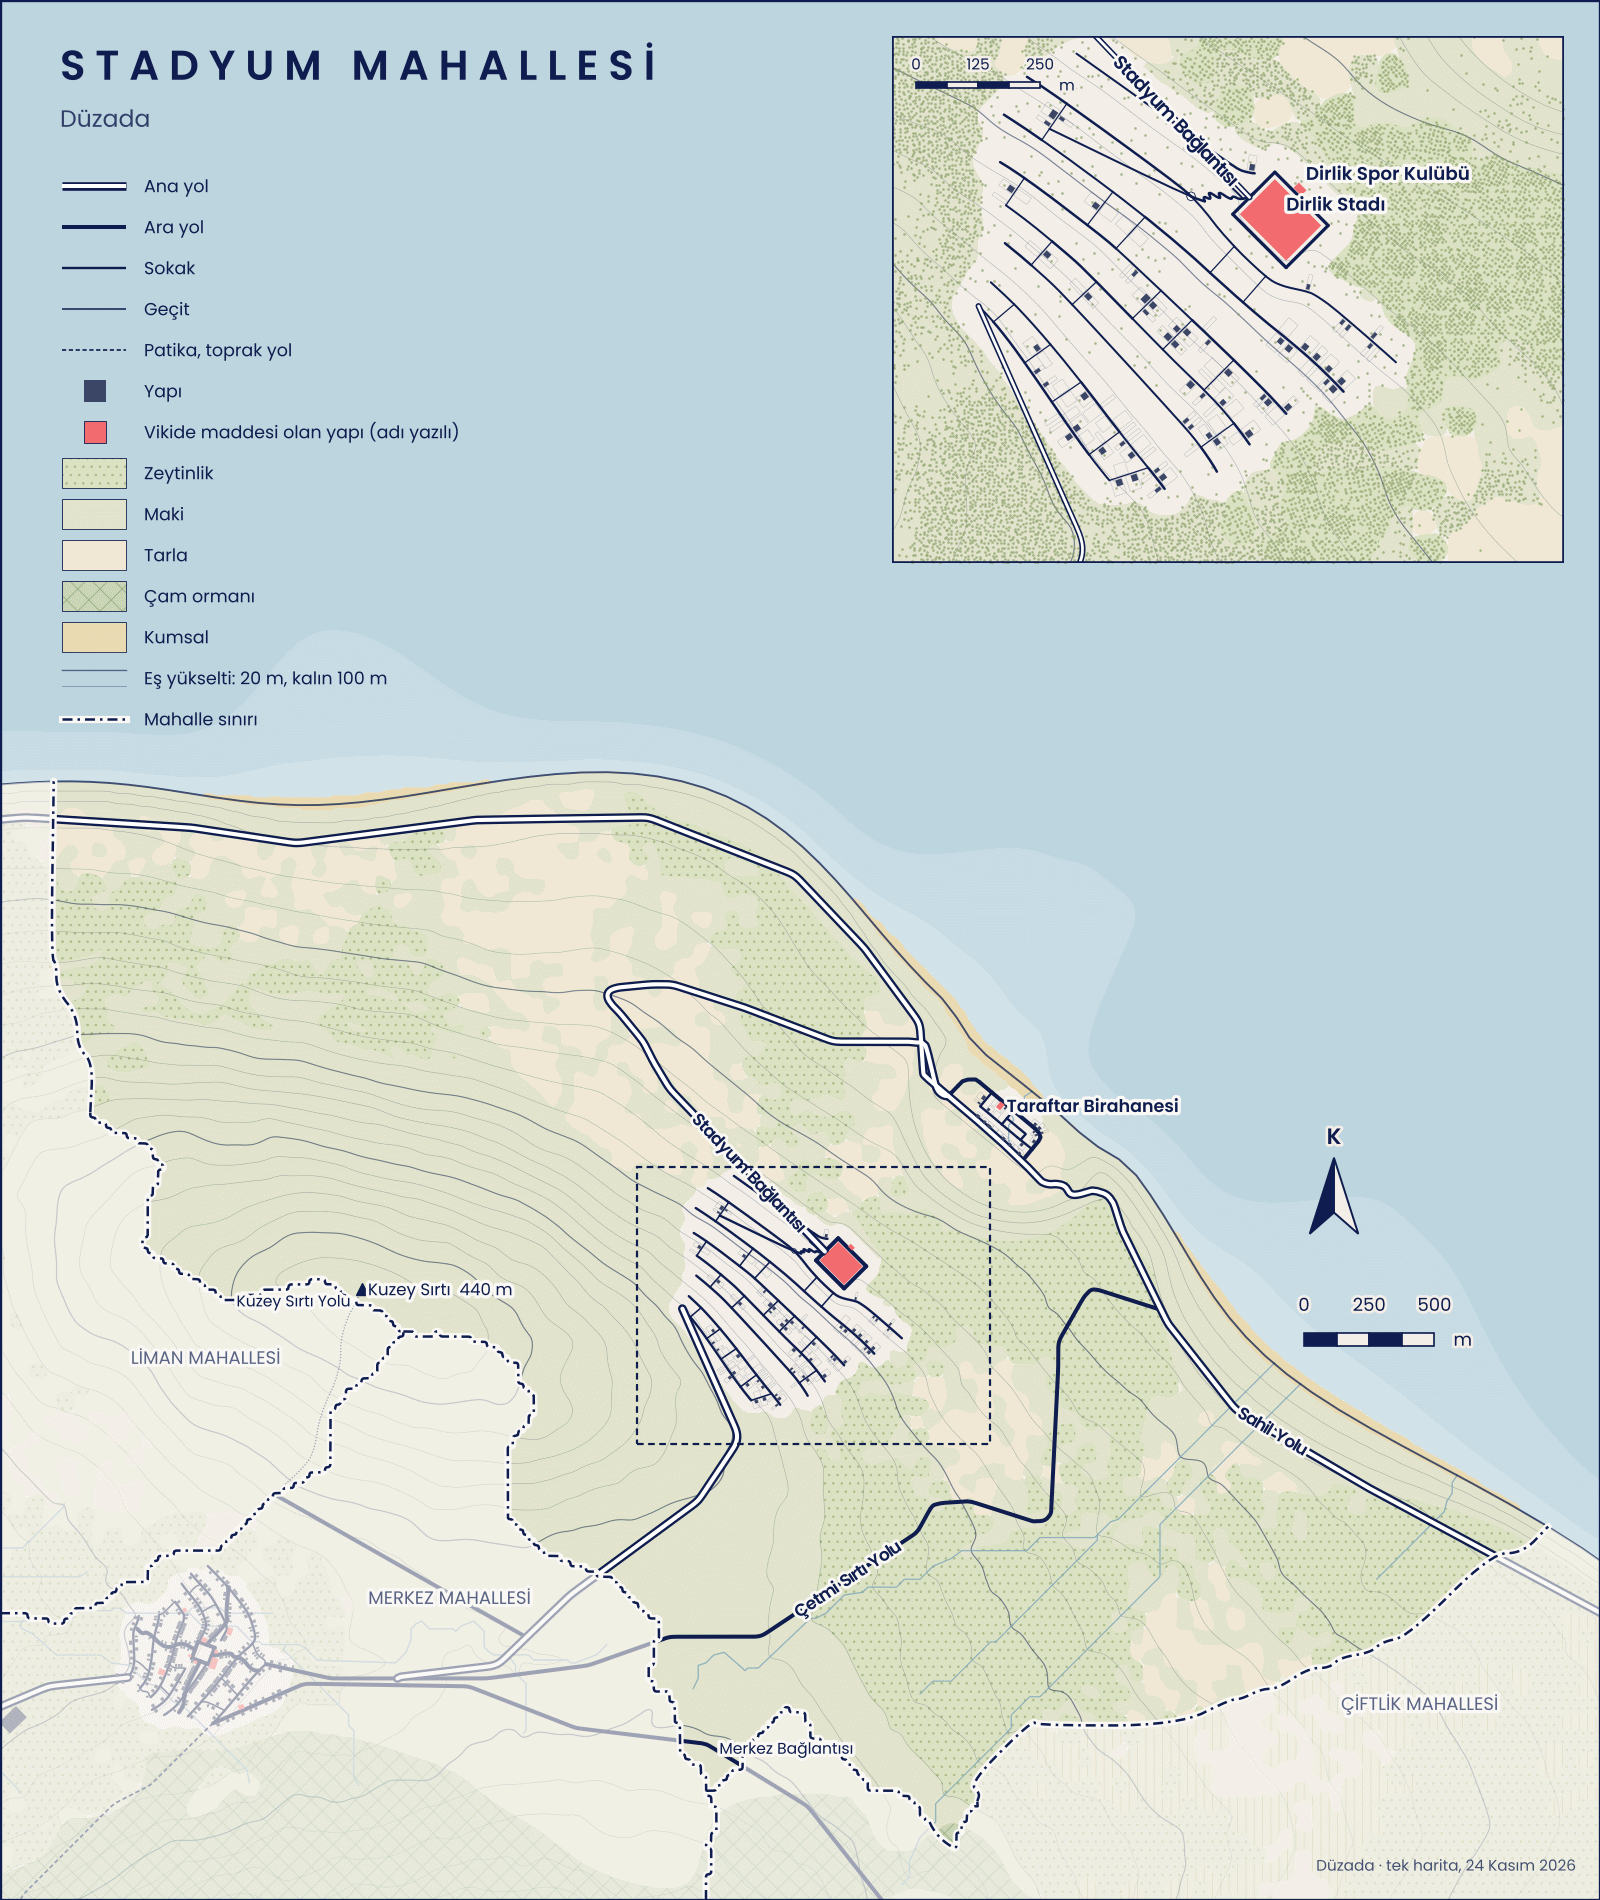 STADYUM MAHALLESİ
Düzada
Ana yol
Ara yol
Sokak
Geçit
Patika, toprak yol
Yapı
Vikide maddesi olan yapı (adı yazılı)
Zeytinlik
Maki
Tarla
Çam ormanı
Kumsal
Eş yükselti: 20 m, kalın 100 m
Mahalle sınırı
0 125 250
m
Stadyum Bağlantısı
Dirlik Spor Kulübü
Dirlik Stadı
Taraftar Birahanesi
Stadyum Bağlantısı
K
Kuzey Sırtı 440 m
Kuzey Sırtı Yolu
0 250 500
m
LİMAN MAHALLESİ
Sahil Yolu
Çetmi Sırtı Yolu
MERKEZ MAHALLESİ
ÇİFTLİK MAHALLESİ
Merkez Bağlantısı
Düzada · tek harita, 24 Kasım 2026